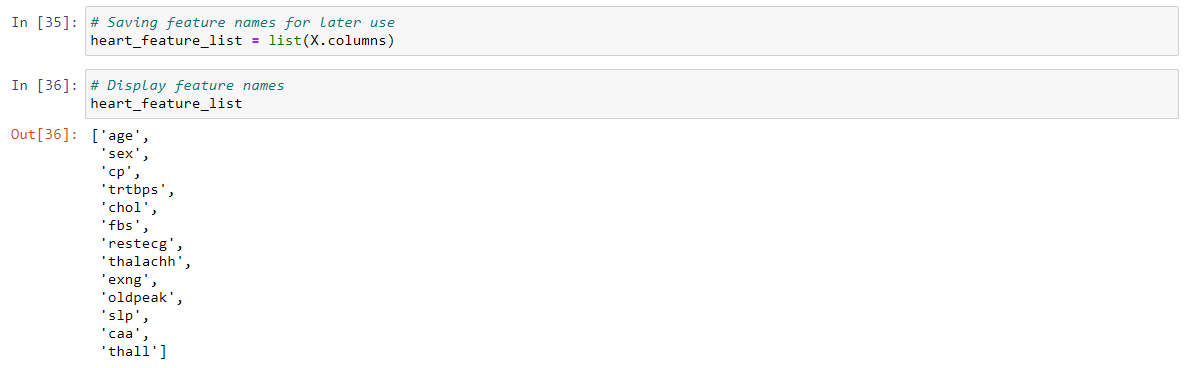 In [35]: # Saving feature names for later use
heart_feature_list = list(X.columns)
In [36]: # Display feature names
heart_feature_list
Out[36]: ['age',
'sex',
'cp',
'trtbps',
'chol',
'fbs',
'restecg',
'thalachh',
'exng',
'oldpeak',
'slp',
'caa',
'thall']